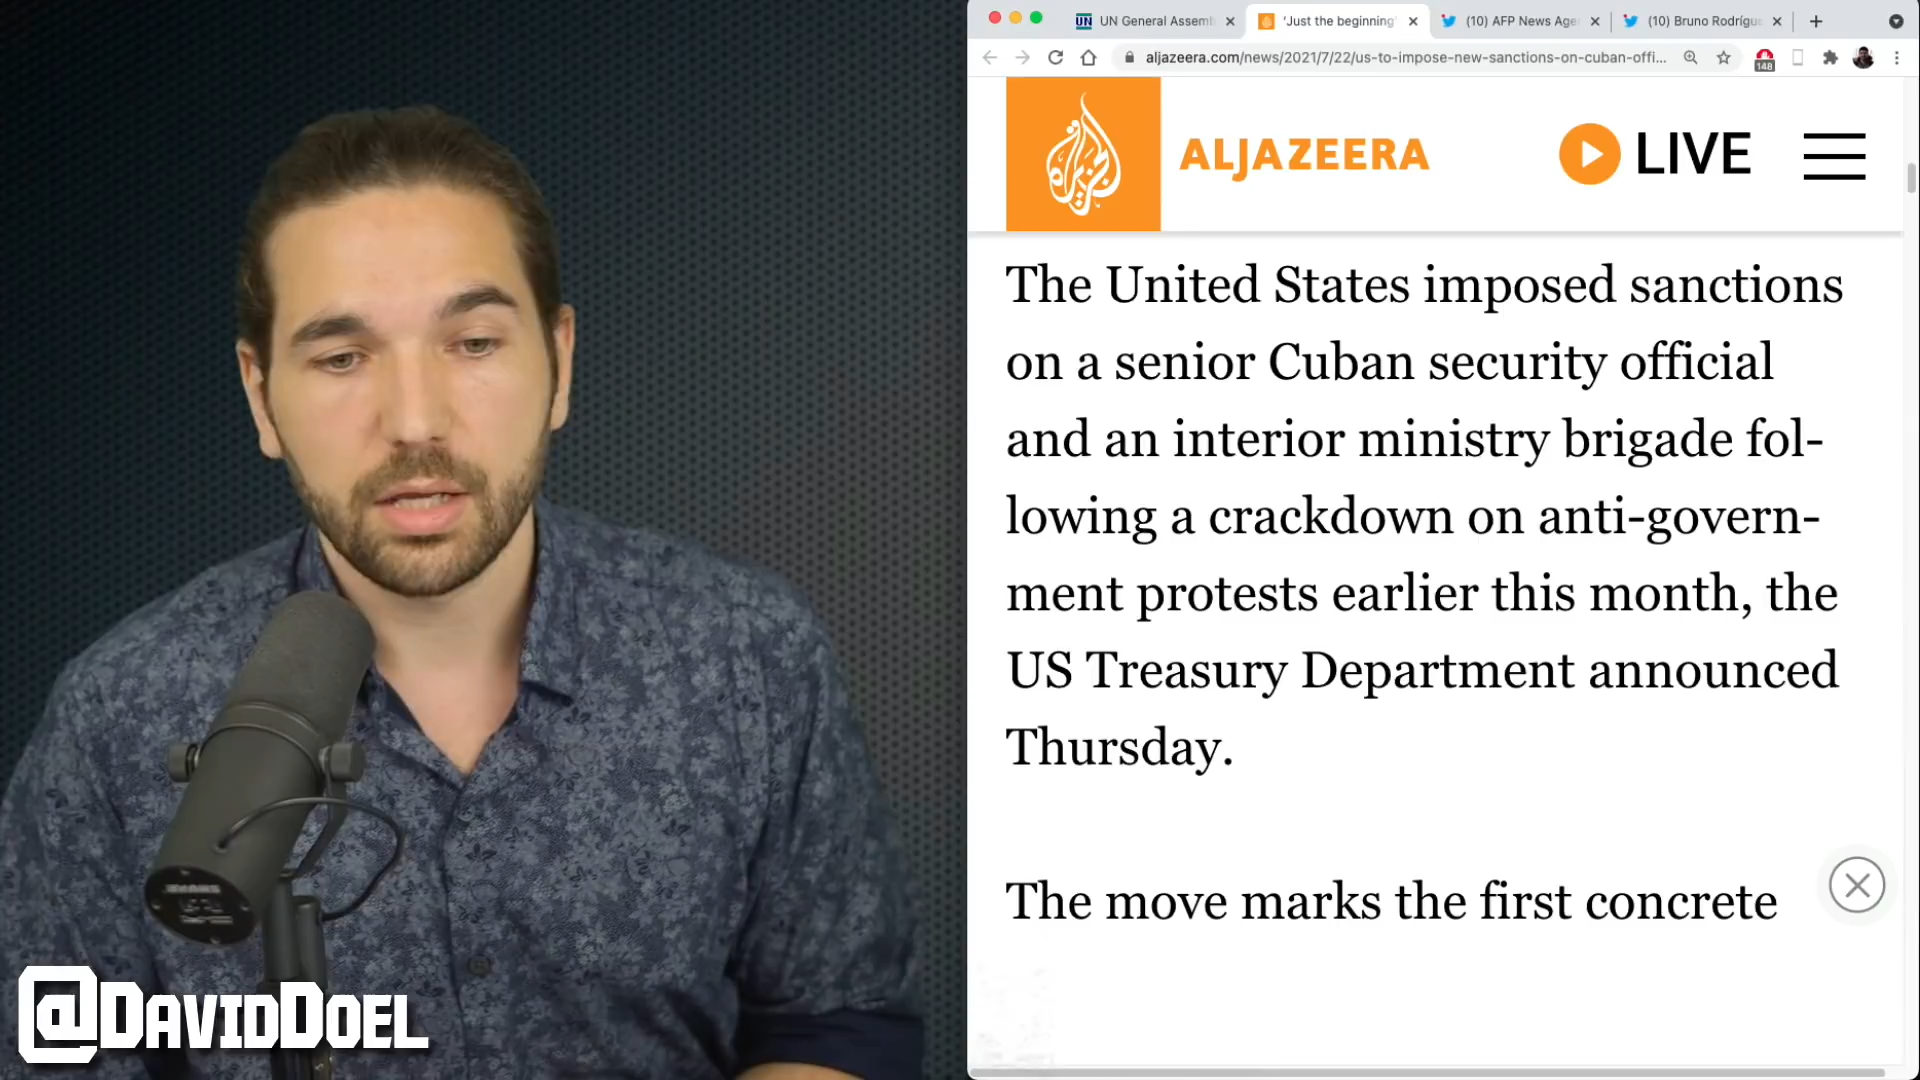 UN General Assemb
'Just the beginning'
(10) AFP News Age
(10) Bruno Rodrígu
aljazeera.com/news/2021/7/22/us-to-impose-new-sanctions-on-cuban-offi...
148
ALJAZEERA
LIVE
The United States imposed sanctions
on a senior Cuban security official
and an interior ministry brigade fol-
lowing a crackdown on anti-govern-
ment protests earlier this month, the
US Treasury Department announced
Thursday.
The move marks the first concrete
@DAVIDDOEL